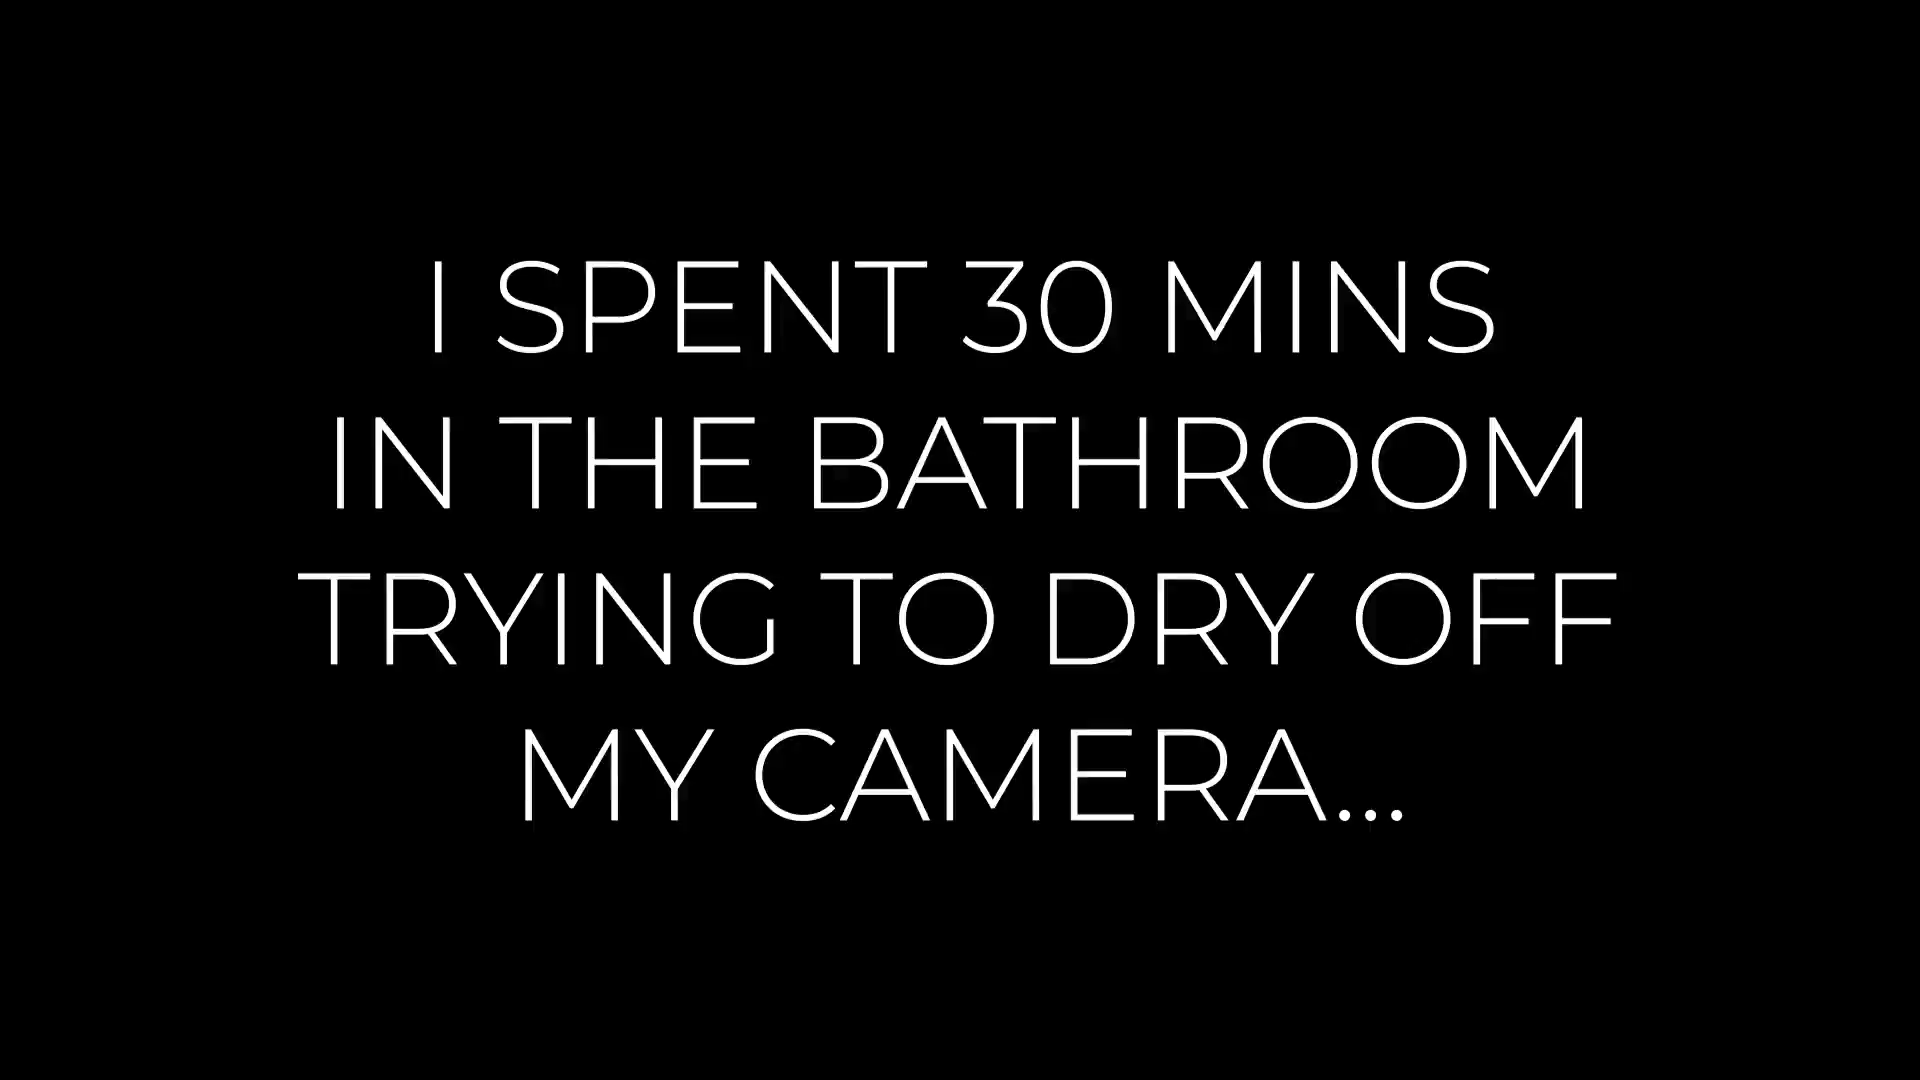 I SPENT 30 MINS
IN THE BATHROOM
TRYING TO DRY OFF
MY CAMERA...